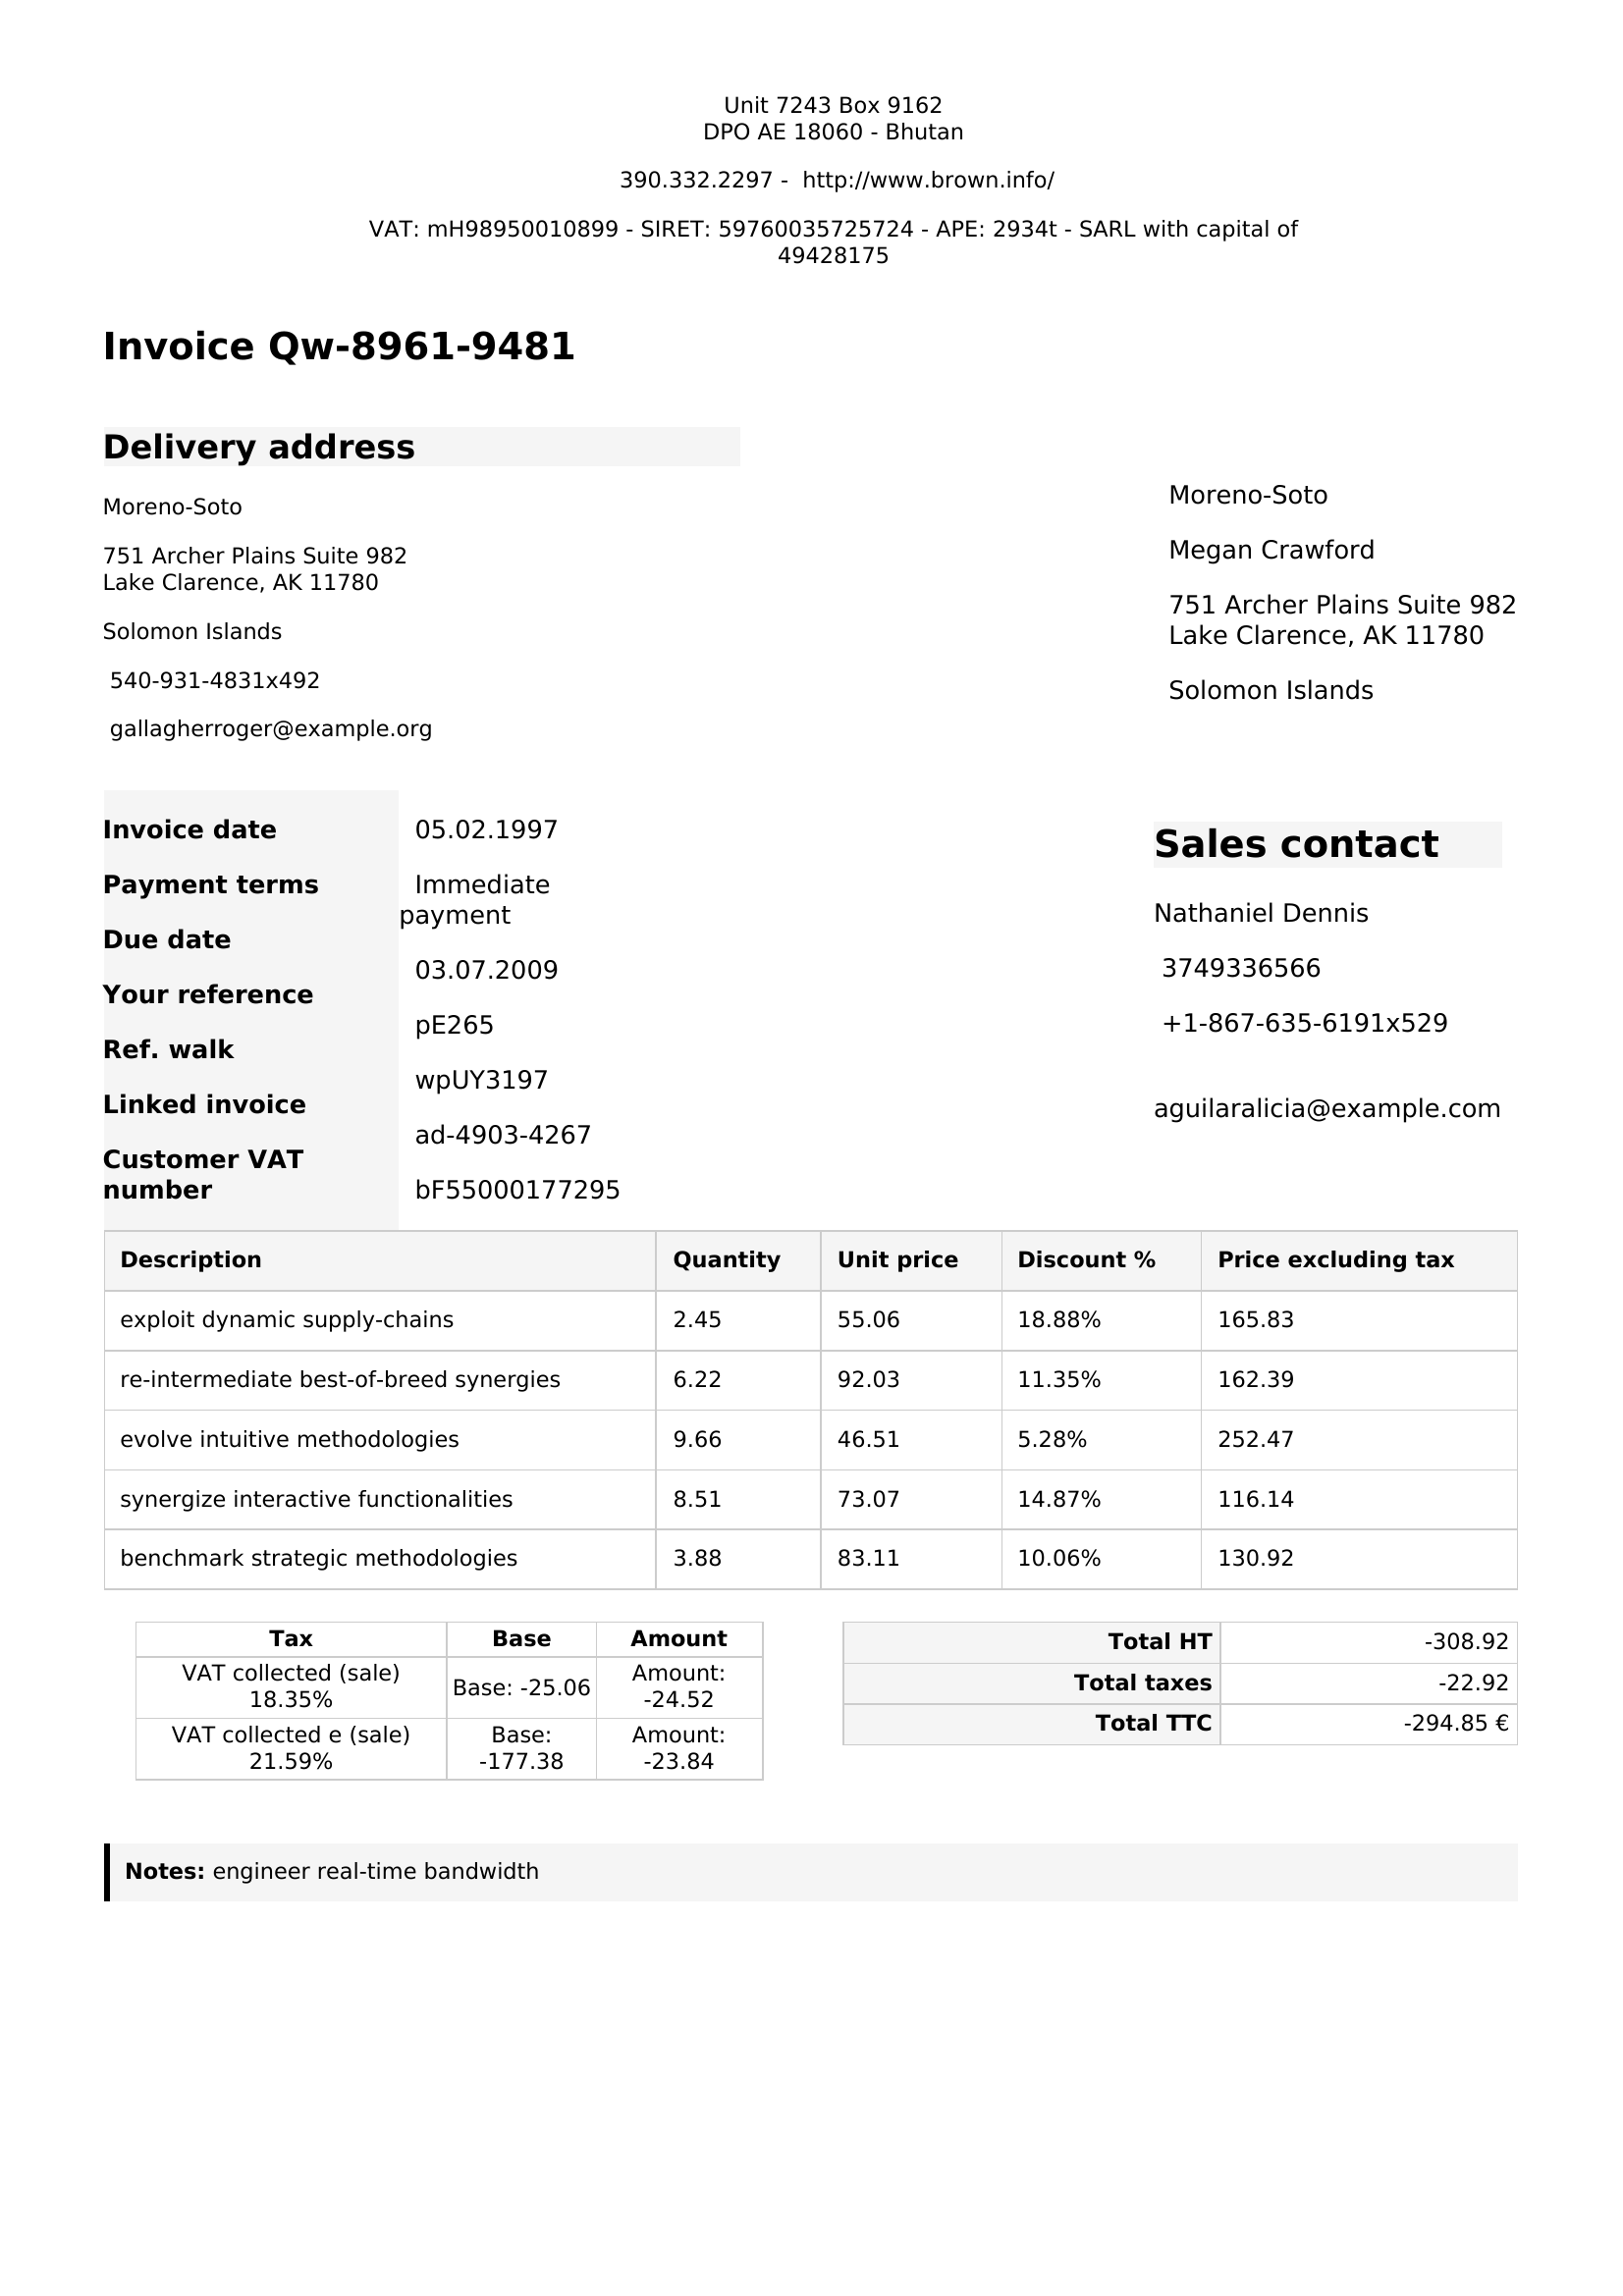 Unit 7243 Box 9162
DPO AE 18060 - Bhutan
390.332.2297 - http://www.brown.info/
VAT: mH98950010899 - SIRET: 59760035725724 - APE: 2934t - SARL with capital of
49428175
Invoice Qw-8961-9481
Delivery address
Moreno-Soto
751 Archer Plains Suite 982
Lake Clarence, AK 11780
Solomon Islands
540-931-4831x492
gallagherroger@example.org
Moreno-Soto
Megan Crawford
751 Archer Plains Suite 982
Lake Clarence, AK 11780
Solomon Islands
Invoice date
Payment terms
Due date
Your reference
Ref. walk
Linked invoice
Customer VAT
number
05.02.1997
Immediate
payment
03.07.2009
pE265
wpUY3197
ad-4903-4267
bF55000177295
Sales contact
Nathaniel Dennis
3749336566
+1-867-635-6191x529
aguilaralicia@example.com
Description Quantity Unit price Discount % Price excluding tax
exploit dynamic supply-chains 2.45 55.06 18.88% 165.83
re-intermediate best-of-breed synergies 6.22 92.03 11.35% 162.39
evolve intuitive methodologies 9.66 46.51 5.28% 252.47
synergize interactive functionalities 8.51 73.07 14.87% 116.14
benchmark strategic methodologies 3.88 83.11 10.06% 130.92
Tax Base Amount
VAT collected (sale)
18.35%
Base: -25.06
Amount:
-24.52
VAT collected e (sale)
21.59%
Base:
-177.38
Amount:
-23.84
Total HT -308.92
Total taxes -22.92
Total TTC -294.85 €
Notes: engineer real-time bandwidth